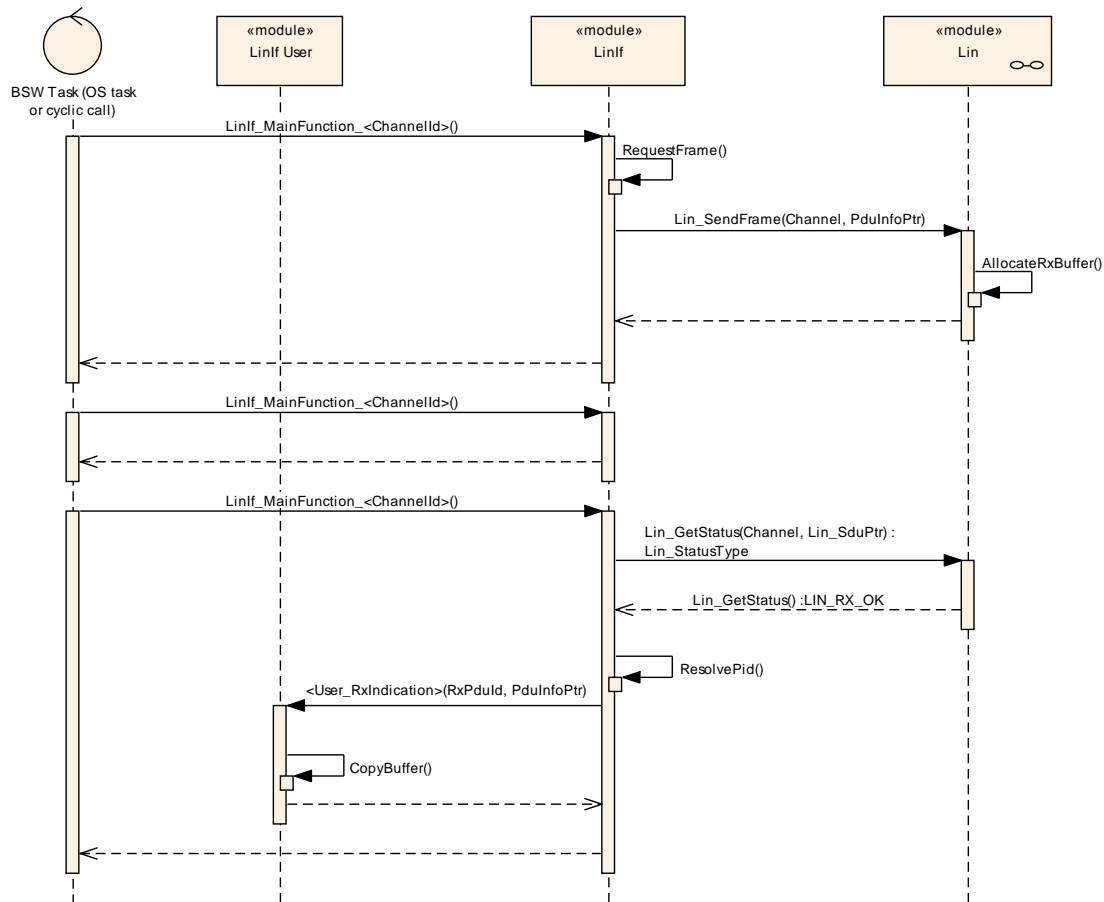 «module»
LinIf User
«module»
LinIf
«module»
Lin
BSW Task (OS task
or cyclic call)
LinIf_MainFunction_<ChannelId>()
RequestFrame()
Lin_SendFrame(Channel, PduInfoPtr)
AllocateRxBuffer()
LinIf_MainFunction_<ChannelId>()
LinIf_MainFunction_<ChannelId>()
Lin_GetStatus(Channel, Lin_SduPtr) :
Lin_StatusType
Lin_GetStatus() :LIN_RX_OK
ResolvePid()
<User_RxIndication>(RxPduId, PduInfoPtr)
CopyBuffer()